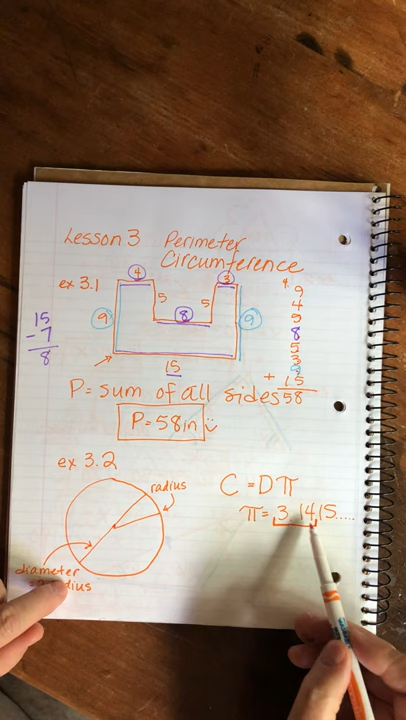 Lesson 3 Perimeter
Circumference
ex 3.1
4
3
5
5
8
9
9
15
15
- 7
8
9
4
5
8
5
3
9
+ 15
58
P = sum of all sides
P = 58 in
ex 3.2
radius
diameter
C = Dπ
π = 3.1415....